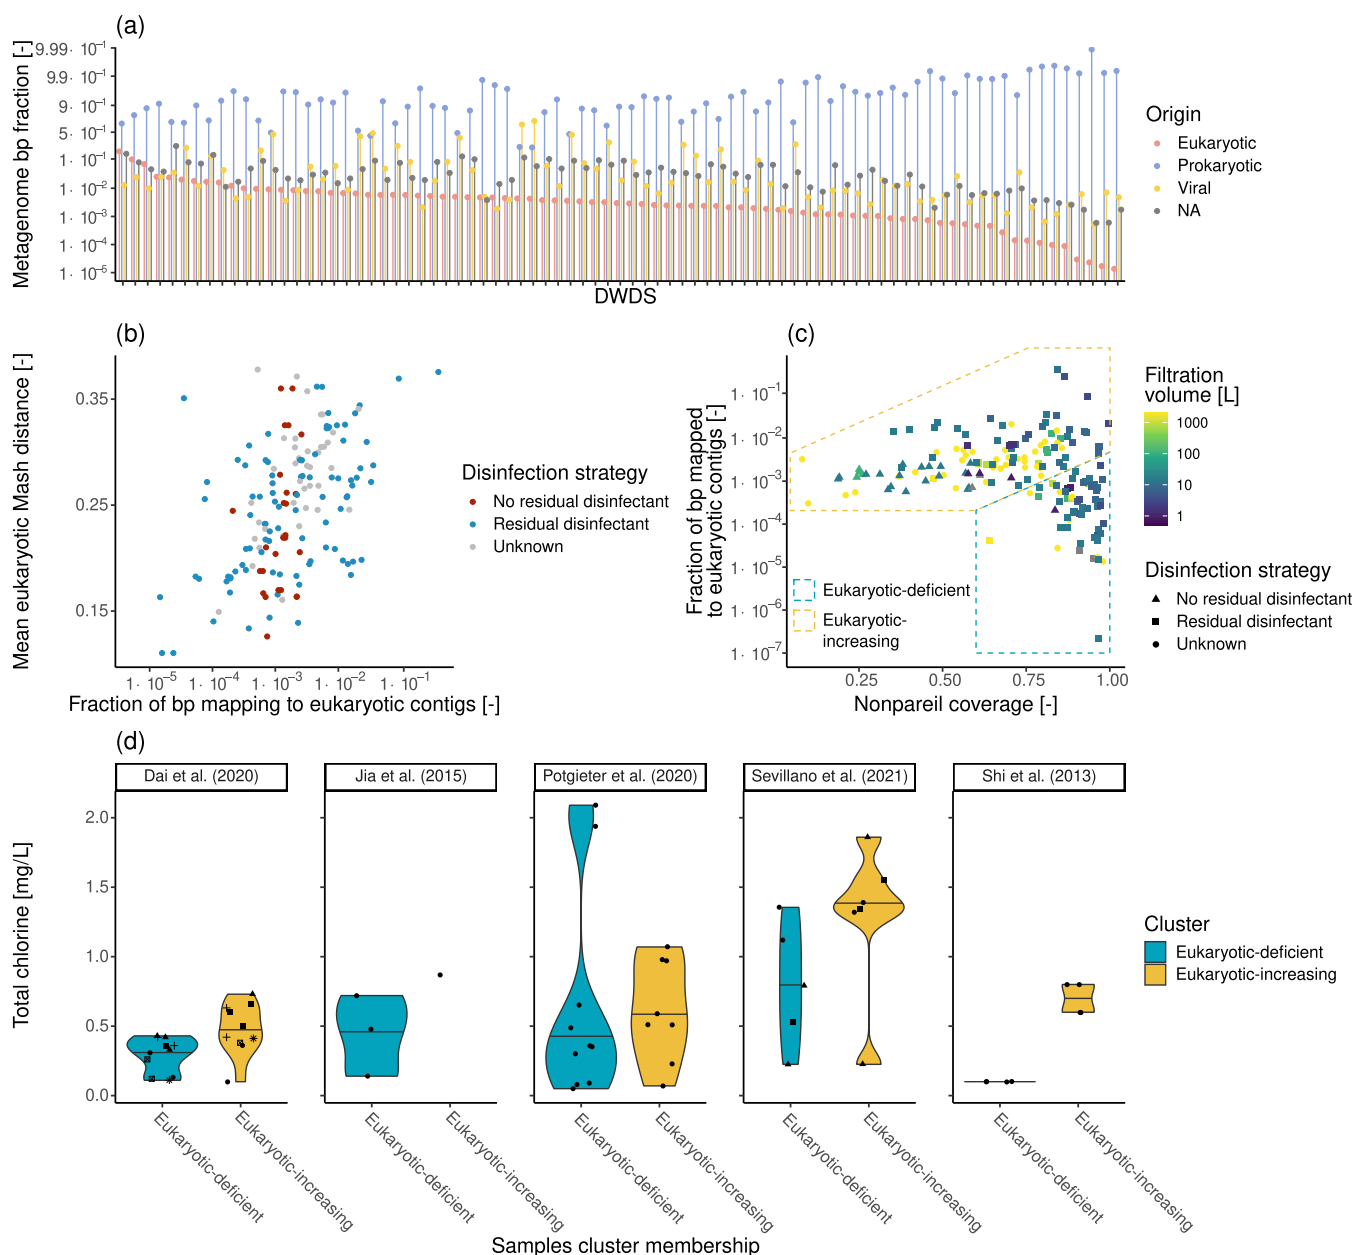 (a)
Metagenome bp fraction [-]
9.99· 10⁻¹
9.9· 10⁻¹
9· 10⁻¹
5· 10⁻¹
1· 10⁻¹
1· 10⁻²
1· 10⁻³
1· 10⁻⁴
1· 10⁻⁵
DWDS
Origin
Eukaryotic
Prokaryotic
Viral
NA
(b)
Mean eukaryotic Mash distance [-]
0.35
0.25
0.15
1· 10⁻⁵ 1· 10⁻⁴ 1· 10⁻³ 1· 10⁻² 1· 10⁻¹
Fraction of bp mapping to eukaryotic contigs [-]
Disinfection strategy
No residual disinfectant
Residual disinfectant
Unknown
(c)
Fraction of bp mapped
to eukaryotic contigs [-]
1· 10⁻¹
1· 10⁻²
1· 10⁻³
1· 10⁻⁴
1· 10⁻⁵
1· 10⁻⁶
1· 10⁻⁷
Eukaryotic-deficient
Eukaryotic-
increasing
0.25 0.50 0.75 1.00
Nonpareil coverage [-]
Filtration
volume [L]
1000
100
10
1
Disinfection strategy
No residual disinfectant
Residual disinfectant
Unknown
(d)
Dai et al. (2020) Jia et al. (2015) Potgieter et al. (2020) Sevillano et al. (2021) Shi et al. (2013)
Total chlorine [mg/L]
2.0
1.5
1.0
0.5
0.0
Eukaryotic-deficient
Eukaryotic-increasing
Eukaryotic-deficient
Eukaryotic-increasing
Eukaryotic-deficient
Eukaryotic-increasing
Eukaryotic-deficient
Eukaryotic-increasing
Eukaryotic-deficient
Eukaryotic-increasing
Samples cluster membership
Cluster
Eukaryotic-deficient
Eukaryotic-increasing